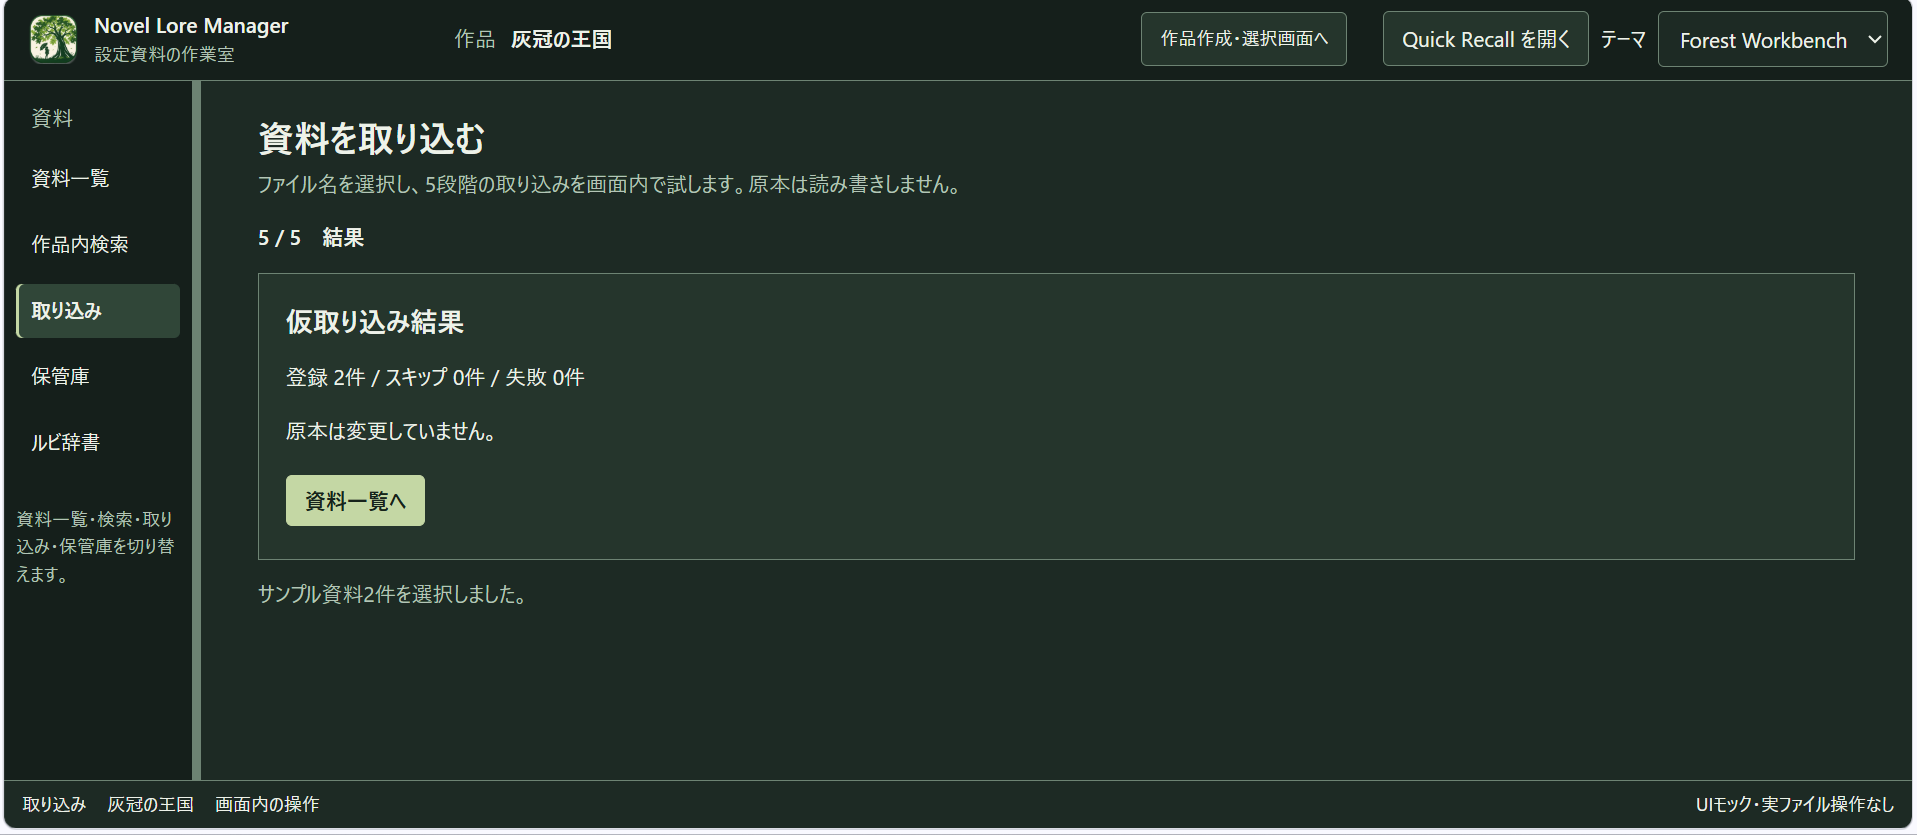 Novel Lore Manager
設定資料の作業室
作品 灰冠の王国
作品作成・選択画面へ
Quick Recall を開く
テーマ
Forest Workbench
資料
資料一覧
作品内検索
取り込み
保管庫
ルビ辞書
資料一覧・検索・取り
込み・保管庫を切り替
えます。
資料を取り込む
ファイル名を選択し、5段階の取り込みを画面内で試します。原本は読み書きしません。
5 / 5 結果
仮取り込み結果
登録 2件 / スキップ 0件 / 失敗 0件
原本は変更していません。
資料一覧へ
サンプル資料2件を選択しました。
取り込み 灰冠の王国 画面内の操作
UIモック・実ファイル操作なし